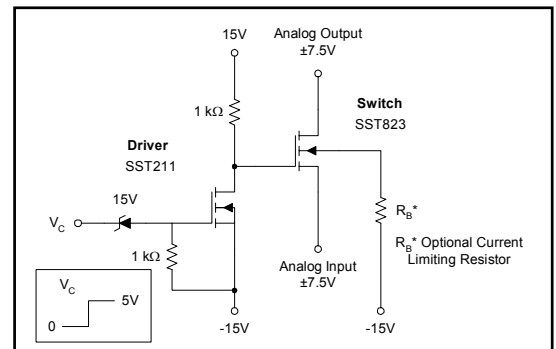 15V
Analog Output
±7.5V
Switch
SST823
1 kΩ
Driver
SST211
15V
V_C
R_B*
1 kΩ
R_B* Optional Current
Limiting Resistor
Analog Input
±7.5V
V_C
5V
0
-15V
-15V